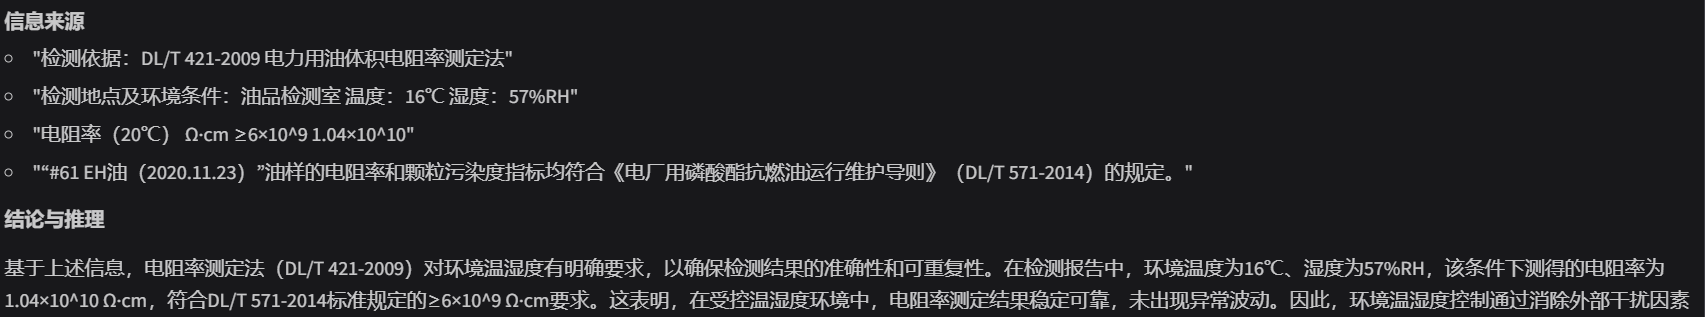 信息来源
"检测依据：DL/T 421-2009 电力用油体积电阻率测定法"
"检测地点及环境条件：油品检测室 温度：16℃ 湿度：57%RH"
"电阻率（20℃） Ω·cm ≥6×10^9 1.04×10^10"
"“#61 EH油（2020.11.23）”油样的电阻率和颗粒污染度指标均符合《电厂用磷酸酯抗燃油运行维护导则》（DL/T 571-2014）的规定。"
结论与推理
基于上述信息，电阻率测定法（DL/T 421-2009）对环境温湿度有明确要求，以确保检测结果的准确性和可重复性。在检测报告中，环境温度为16℃、湿度为57%RH，该条件下测得的电阻率为
1.04×10^10 Ω·cm，符合DL/T 571-2014标准规定的≥6×10^9 Ω·cm要求。这表明，在受控温湿度环境中，电阻率测定结果稳定可靠，未出现异常波动。因此，环境温湿度控制通过消除外部干扰因素